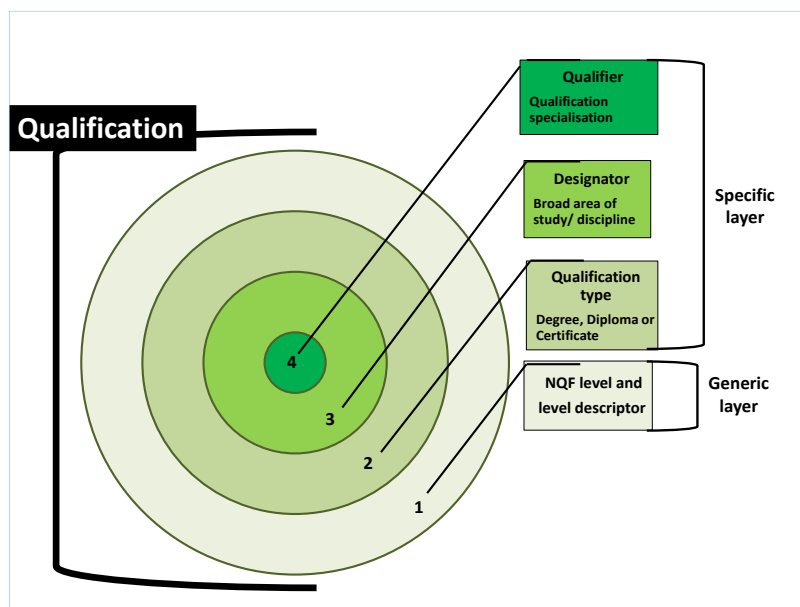 Qualification
Qualifier
Qualification
specialisation
Designator
Broad area of
study/ discipline
Specific
layer
Qualification
type
Degree, Diploma or
Certificate
NQF level and
level descriptor
Generic
layer
4
3
2
1